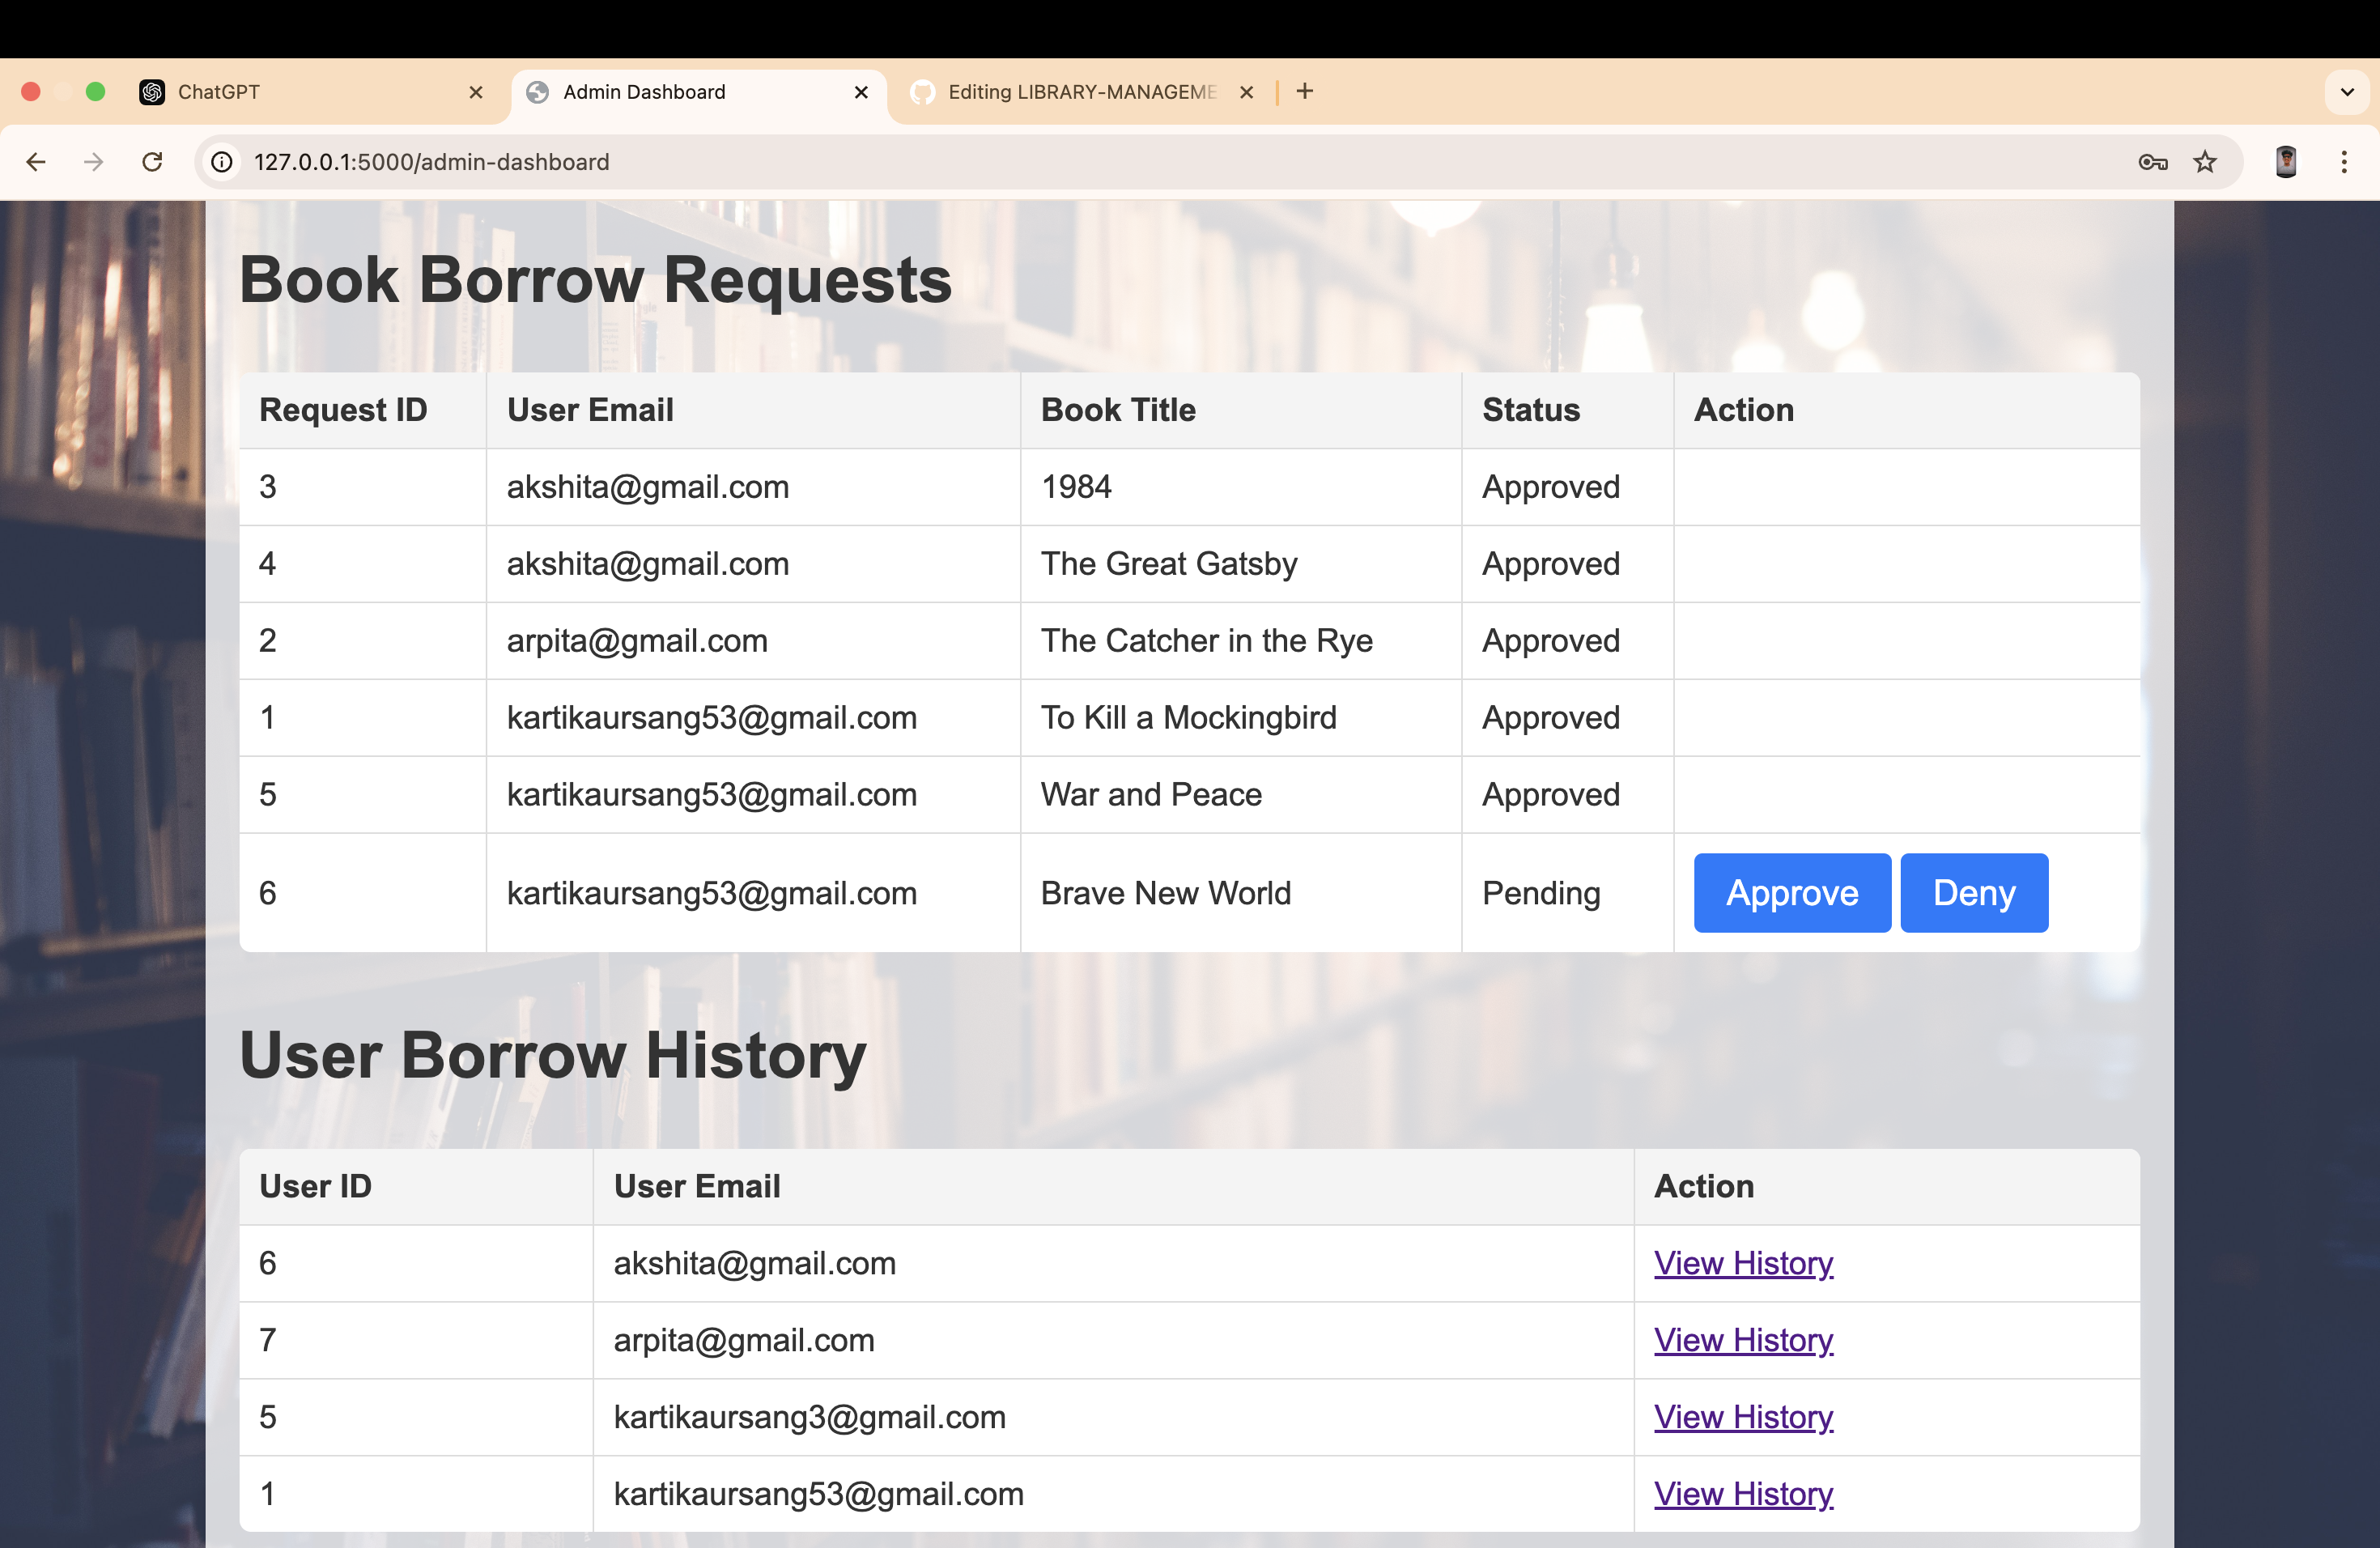 ChatGPT
Admin Dashboard
Editing LIBRARY-MANAGEME
127.0.0.1:5000/admin-dashboard
Book Borrow Requests
Request ID User Email Book Title Status Action
3 akshita@gmail.com 1984 Approved
4 akshita@gmail.com The Great Gatsby Approved
2 arpita@gmail.com The Catcher in the Rye Approved
1 kartikaursang53@gmail.com To Kill a Mockingbird Approved
5 kartikaursang53@gmail.com War and Peace Approved
6 kartikaursang53@gmail.com Brave New World Pending Approve Deny
User Borrow History
User ID User Email Action
6 akshita@gmail.com View History
7 arpita@gmail.com View History
5 kartikaursang3@gmail.com View History
1 kartikaursang53@gmail.com View History